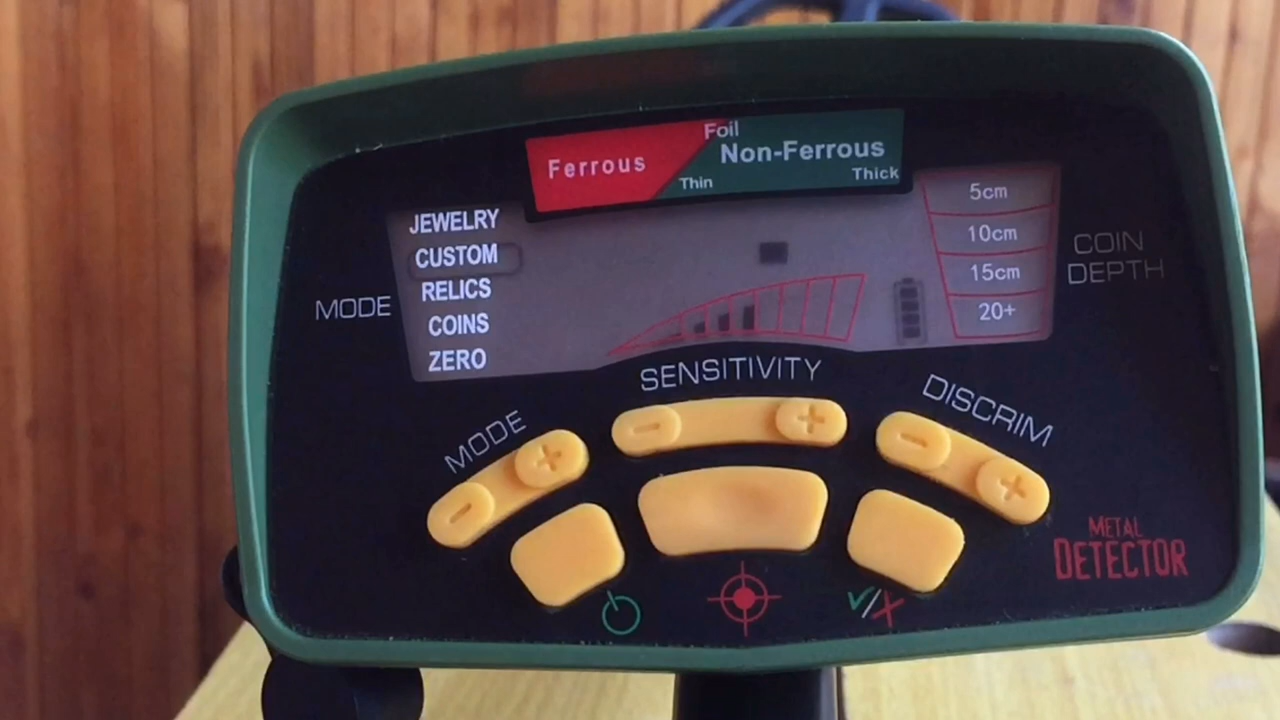 Foil
Ferrous
Non-Ferrous
Thin
Thick
JEWELRY
CUSTOM
RELICS
COINS
ZERO
MODE
5cm
10cm
15cm
20+
COIN
DEPTH
SENSITIVITY
MODE
DISCRIM
- +
- +
- +
METAL
DETECTOR
✓/X